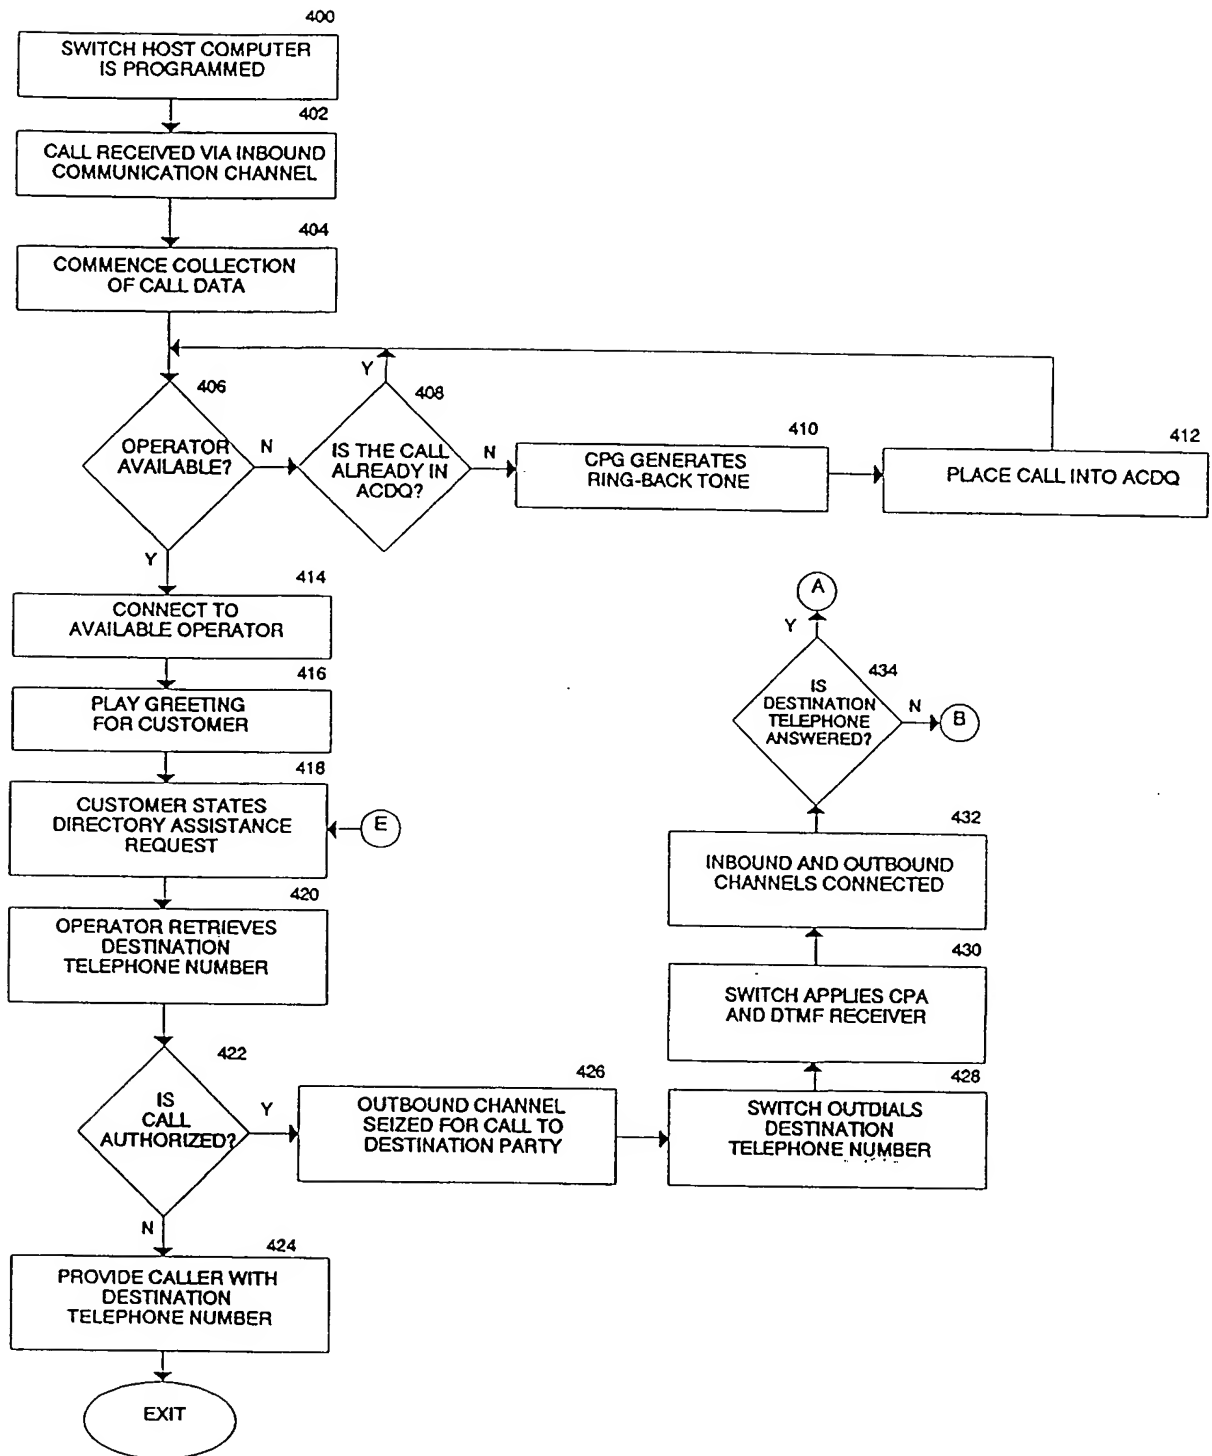 400
SWITCH HOST COMPUTER
IS PROGRAMMED
402
CALL RECEIVED VIA INBOUND
COMMUNICATION CHANNEL
404
COMMENCE COLLECTION
OF CALL DATA
406
OPERATOR
AVAILABLE?
N
Y
408
IS THE CALL
ALREADY IN
ACDQ?
Y
N
410
CPG GENERATES
RING-BACK TONE
412
PLACE CALL INTO ACDQ
414
CONNECT TO
AVAILABLE OPERATOR
416
PLAY GREETING
FOR CUSTOMER
418
CUSTOMER STATES
DIRECTORY ASSISTANCE
REQUEST
E
420
OPERATOR RETRIEVES
DESTINATION
TELEPHONE NUMBER
422
IS
CALL
AUTHORIZED?
Y
N
424
PROVIDE CALLER WITH
DESTINATION
TELEPHONE NUMBER
EXIT
426
OUTBOUND CHANNEL
SEIZED FOR CALL TO
DESTINATION PARTY
428
SWITCH OUTDIALS
DESTINATION
TELEPHONE NUMBER
430
SWITCH APPLIES CPA
AND DTMF RECEIVER
432
INBOUND AND OUTBOUND
CHANNELS CONNECTED
434
IS
DESTINATION
TELEPHONE
ANSWERED?
Y
A
N
B